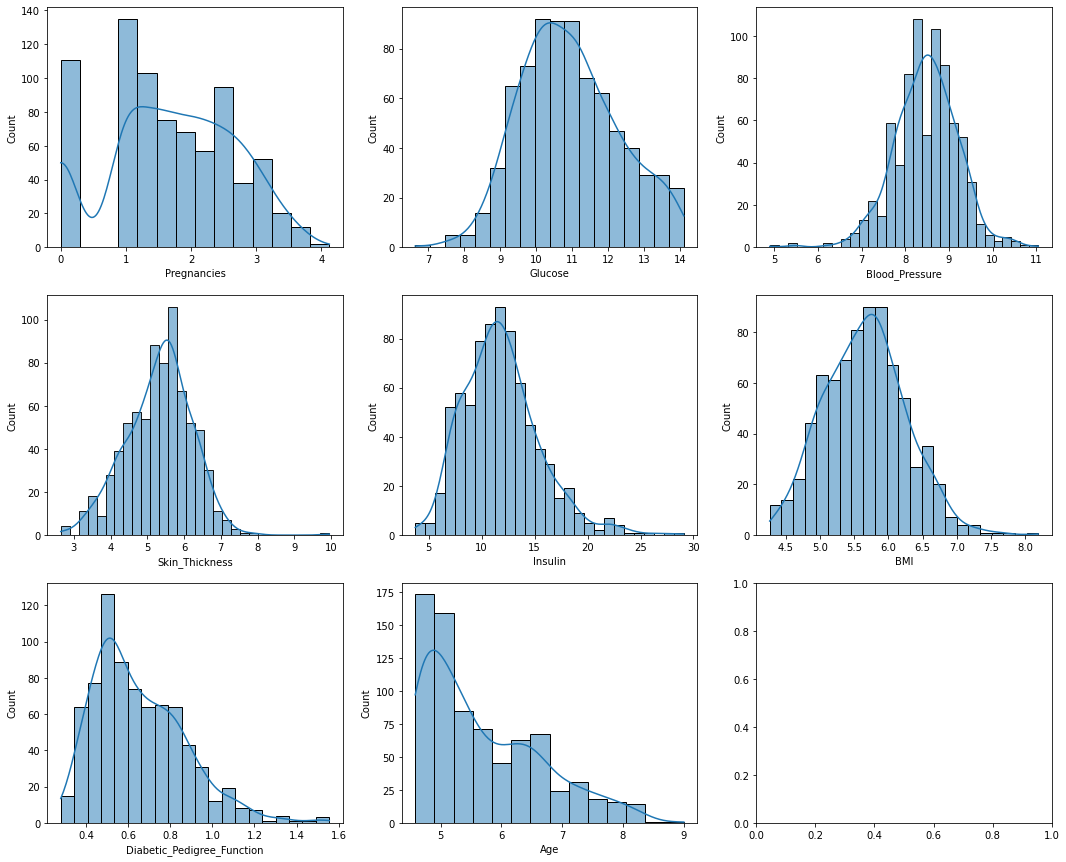 140
120
100
80
60
40
20
0
Count
0 1 2 3 4
Pregnancies
80
60
40
20
0
Count
7 8 9 10 11 12 13 14
Glucose
100
80
60
40
20
0
Count
5 6 7 8 9 10 11
Blood_Pressure
100
80
60
40
20
0
Count
3 4 5 6 7 8 9 10
Skin_Thickness
80
60
40
20
0
Count
5 10 15 20 25 30
Insulin
80
60
40
20
0
Count
4.5 5.0 5.5 6.0 6.5 7.0 7.5 8.0
BMI
120
100
80
60
40
20
0
Count
0.4 0.6 0.8 1.0 1.2 1.4 1.6
Diabetic_Pedigree_Function
175
150
125
100
75
50
25
0
Count
5 6 7 8 9
Age
1.0
0.8
0.6
0.4
0.2
0.0
0.0 0.2 0.4 0.6 0.8 1.0